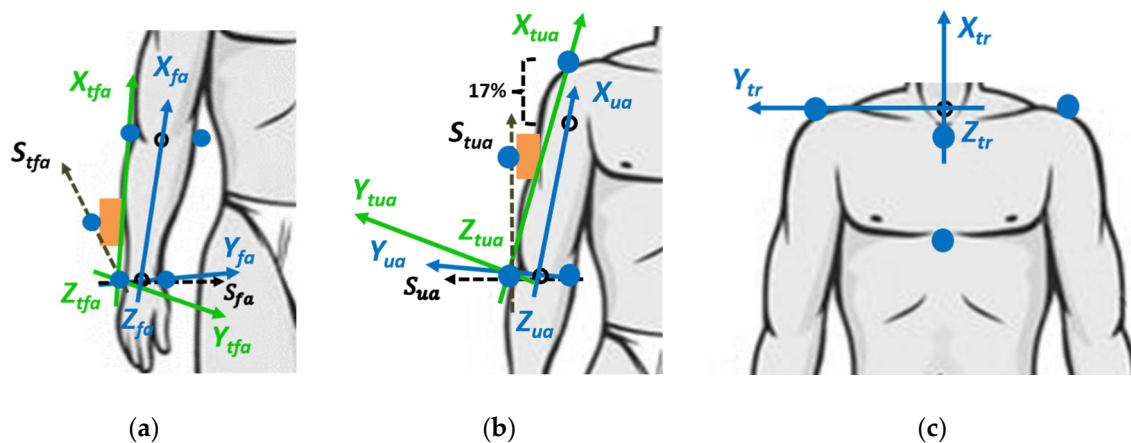 X_tfa
X_fa
S_tfa
Y_fa
S_fa
Z_tfa
Z_fa
Y_tfa
(a)
X_tua
17%
X_ua
S_tua
Y_tua
Z_tua
Y_ua
S_ua
Z_ua
(b)
X_tr
Y_tr
Z_tr
(c)